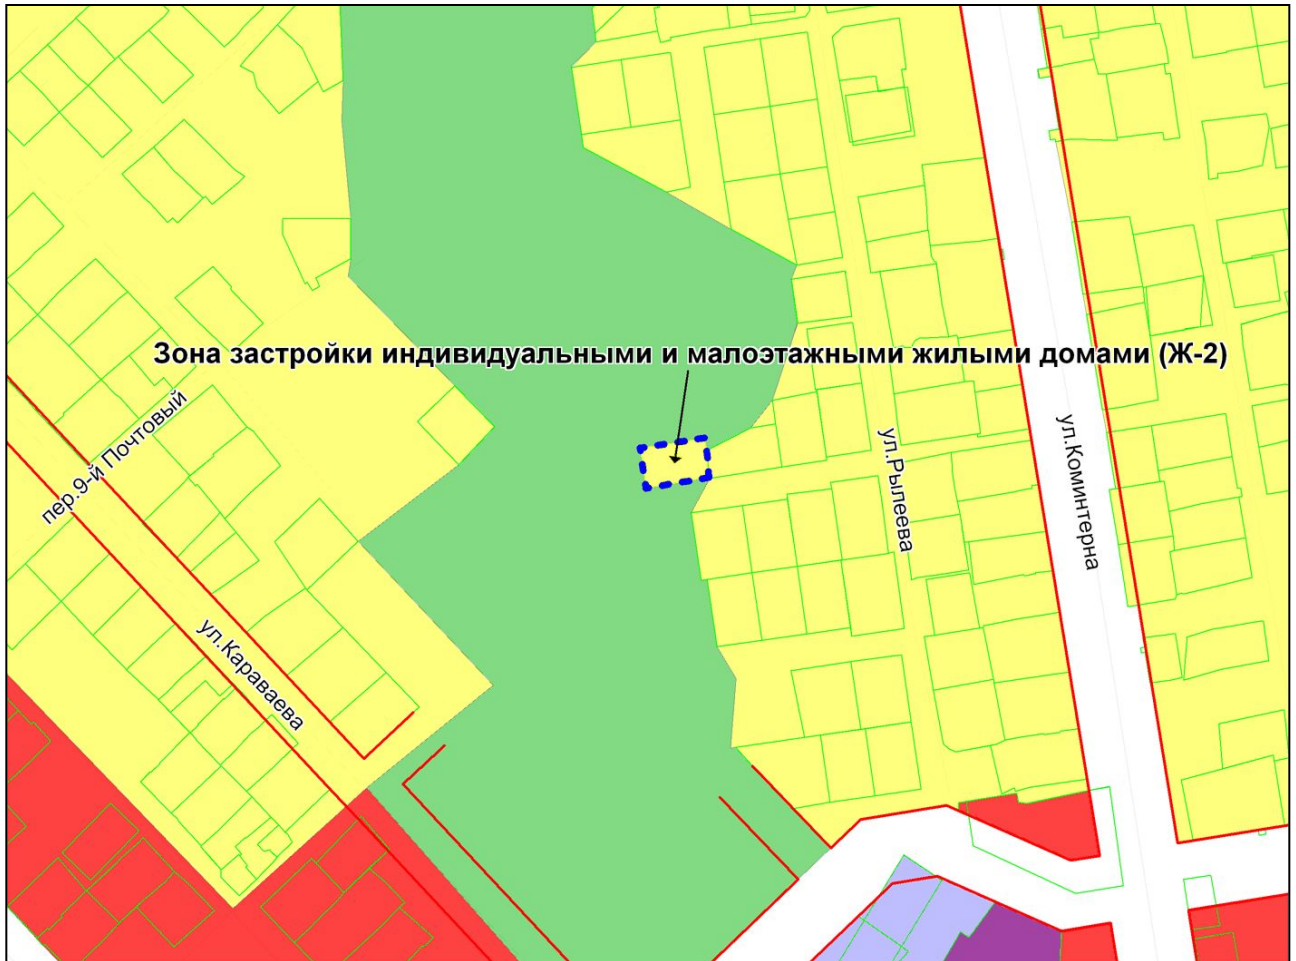 Зона застройки индивидуальными и малоэтажными жилыми домами (Ж-2)
пер.9-й Почтовый
ул.Караваева
ул.Рылеева
ул.Коминтерна